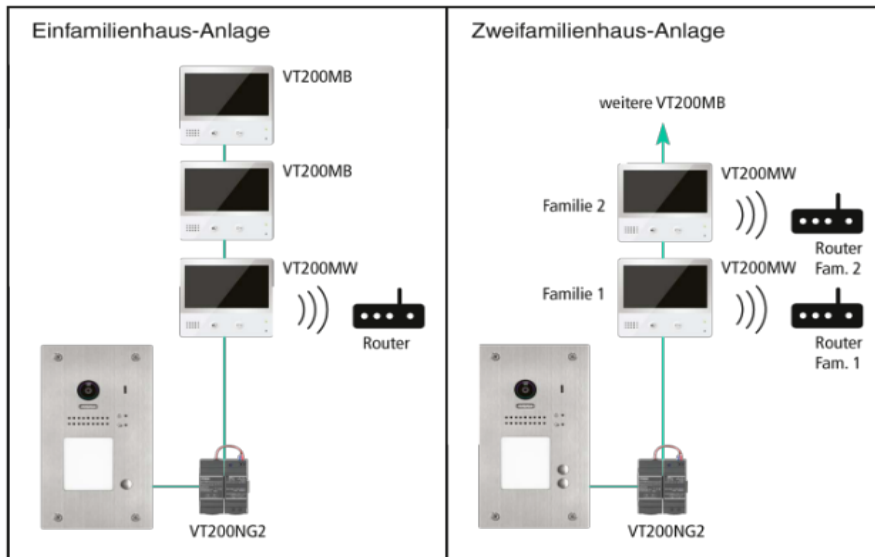 Einfamilienhaus-Anlage
VT200MB
VT200MB
VT200MW
Router
VT200NG2
Zweifamilienhaus-Anlage
weitere VT200MB
VT200MW
Familie 2
Router
Fam. 2
VT200MW
Familie 1
Router
Fam. 1
VT200NG2